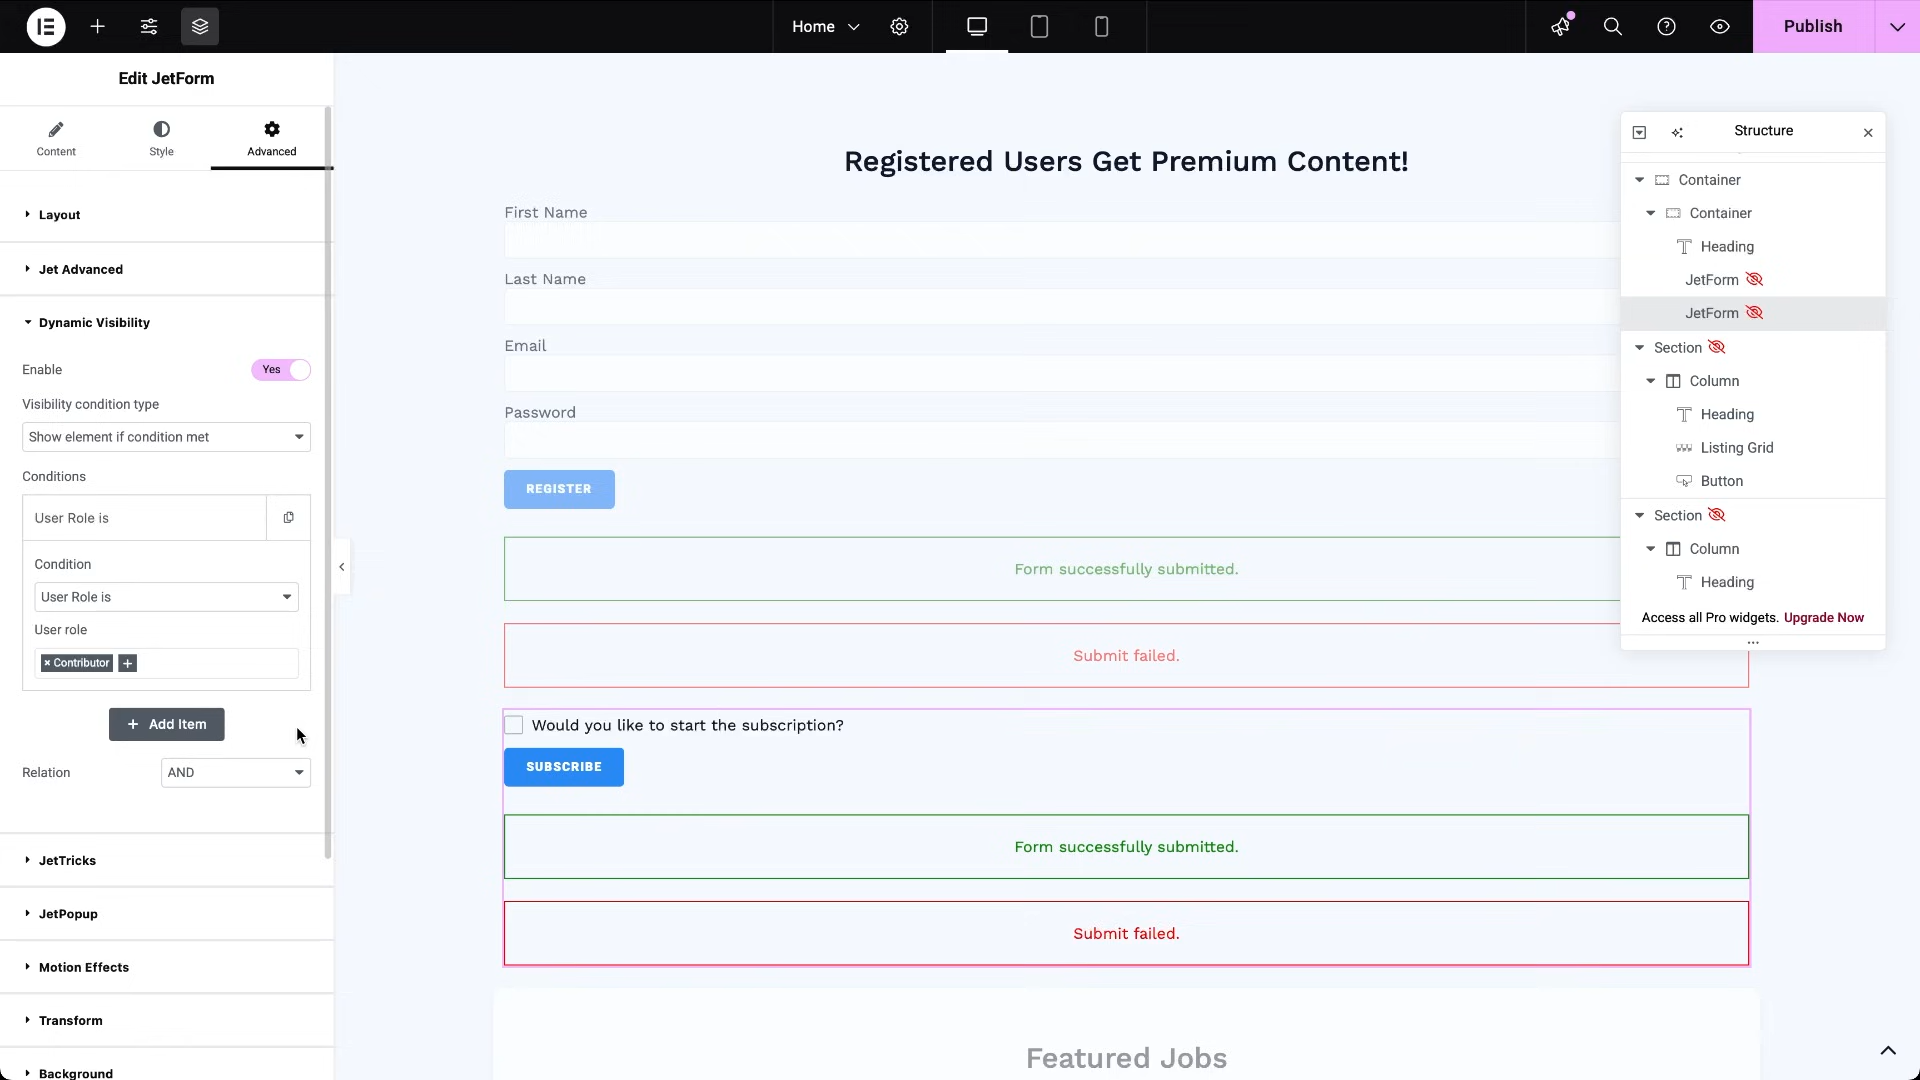 Home
Publish
Edit JetForm
Content
Style
Advanced
Layout
Jet Advanced
Dynamic Visibility
Enable
Yes
Visibility condition type
Show element if condition met
Conditions
User Role is
Condition
User Role is
User role
× Contributor
+
+ Add Item
Relation
AND
JetTricks
JetPopup
Motion Effects
Transform
Background
Registered Users Get Premium Content!
First Name
Last Name
Email
Password
REGISTER
Form successfully submitted.
Submit failed.
Would you like to start the subscription?
SUBSCRIBE
Form successfully submitted.
Submit failed.
Featured Jobs
Structure
Container
Container
Heading
JetForm
JetForm
Section
Column
Heading
Listing Grid
Button
Section
Column
Heading
Access all Pro widgets. Upgrade Now